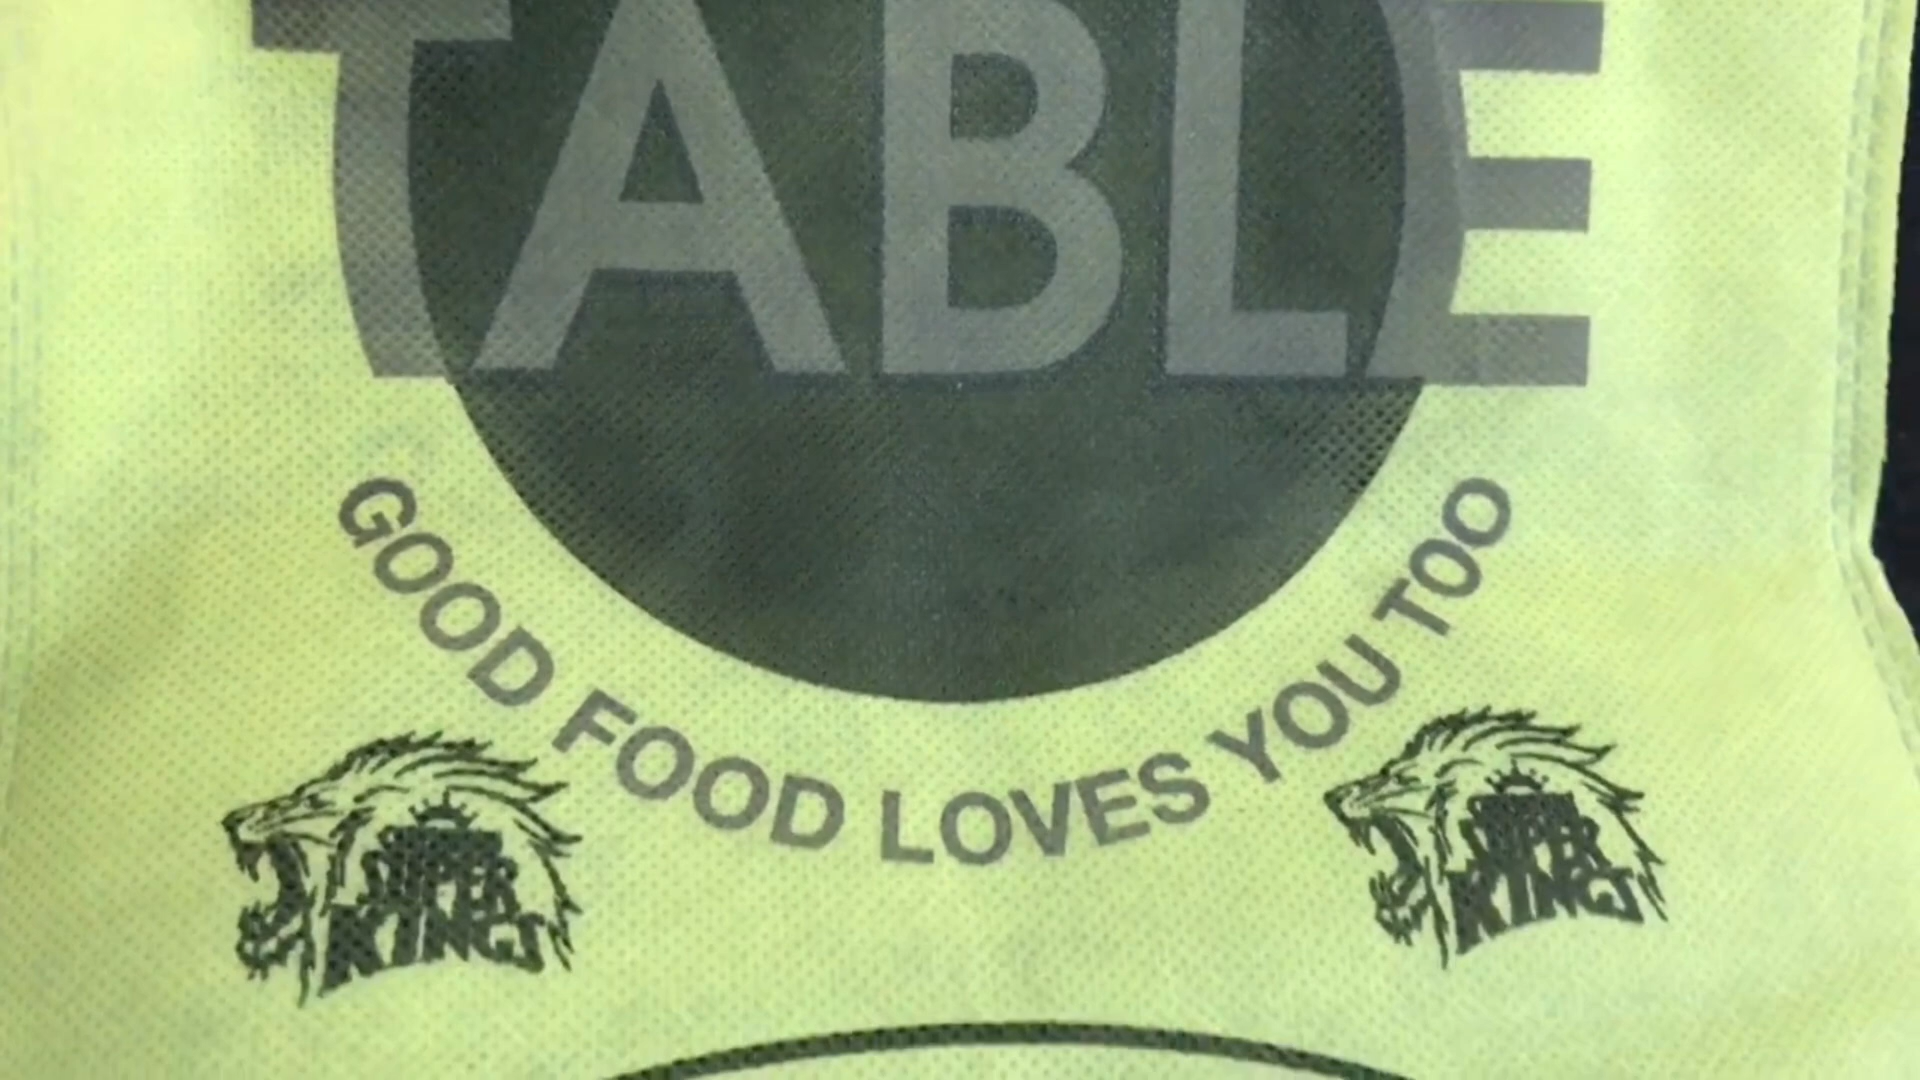 TABLE
GOOD FOOD LOVES YOU TOO
SUPER
KINGS
SUPER
KINGS